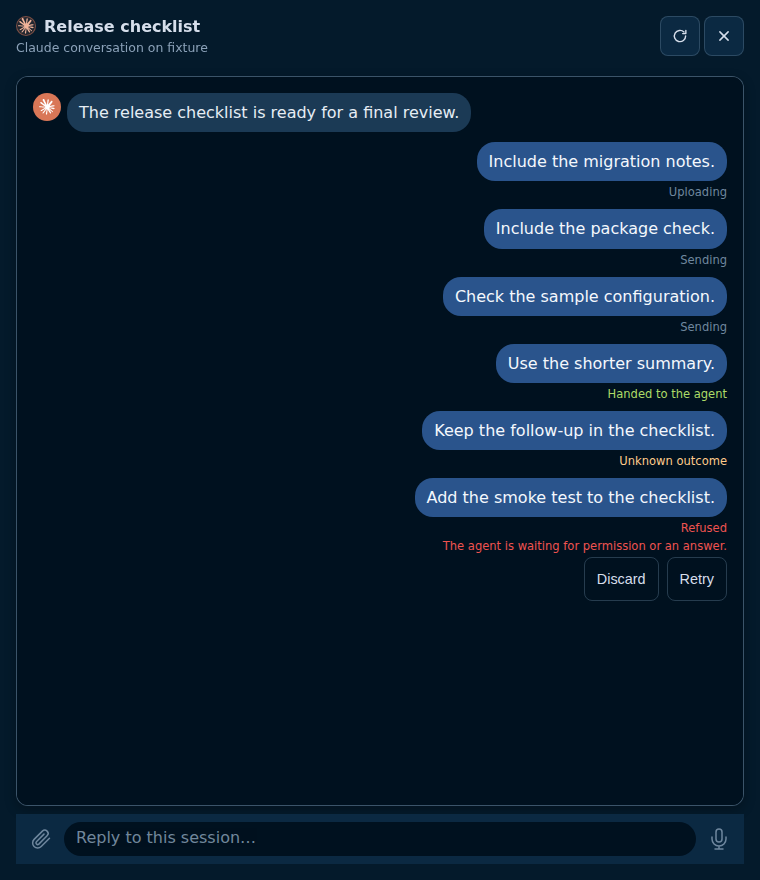 Release checklist
Claude conversation on fixture
The release checklist is ready for a final review.
Include the migration notes.
Uploading
Include the package check.
Sending
Check the sample configuration.
Sending
Use the shorter summary.
Handed to the agent
Keep the follow-up in the checklist.
Unknown outcome
Add the smoke test to the checklist.
Refused
The agent is waiting for permission or an answer.
Discard Retry
Reply to this session...